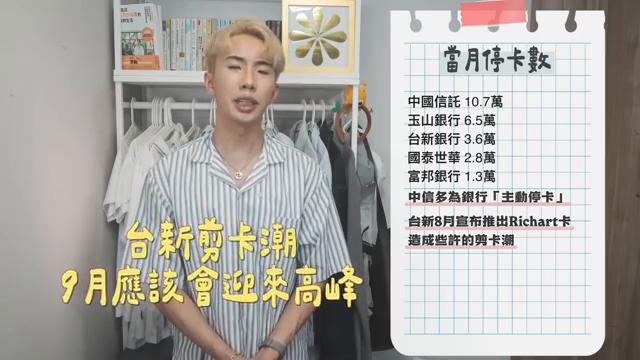 當月停卡數
中國信託 10.7萬
玉山銀行 6.5萬
台新銀行 3.6萬
國泰世華 2.8萬
富邦銀行 1.3萬
中信多為銀行「主動停卡」
台新8月宣布推出Richart卡
造成些許的剪卡潮
台新剪卡潮
9月應該會迎來高峰